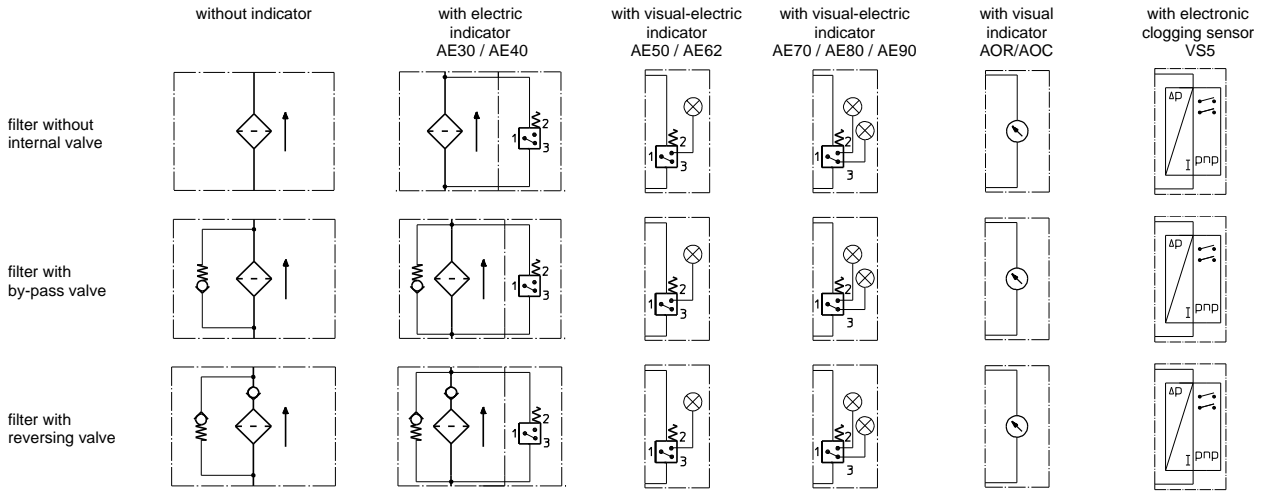 without indicator
with electric
indicator
AE30 / AE40
with visual-electric
indicator
AE50 / AE62
with visual-electric
indicator
AE70 / AE80 / AE90
with visual
indicator
AOR/AOC
with electronic
clogging sensor
VS5
filter without
internal valve
1 2 3
1 2 3
1 2 3
Δp
I pnp
filter with
by-pass valve
1 2 3
1 2 3
1 2 3
Δp
I pnp
filter with
reversing valve
1 2 3
1 2 3
1 2 3
Δp
I pnp